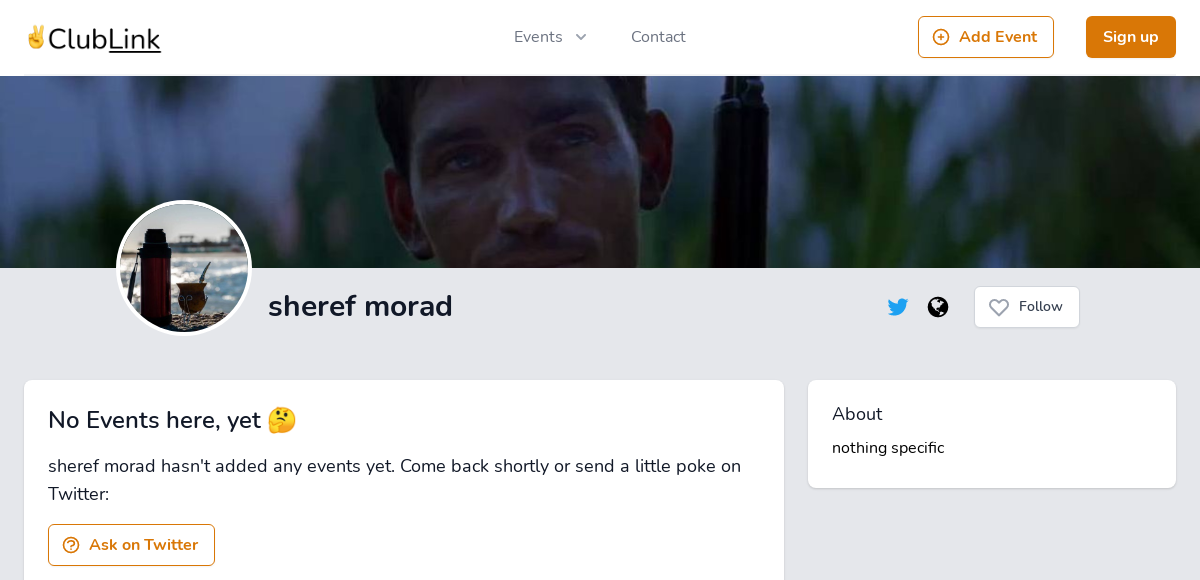 ✌️ClubLink
Events
Contact
Add Event
Sign up
sheref morad
Follow
No Events here, yet 🤔
sheref morad hasn't added any events yet. Come back shortly or send a little poke on
Twitter:
Ask on Twitter
About
nothing specific